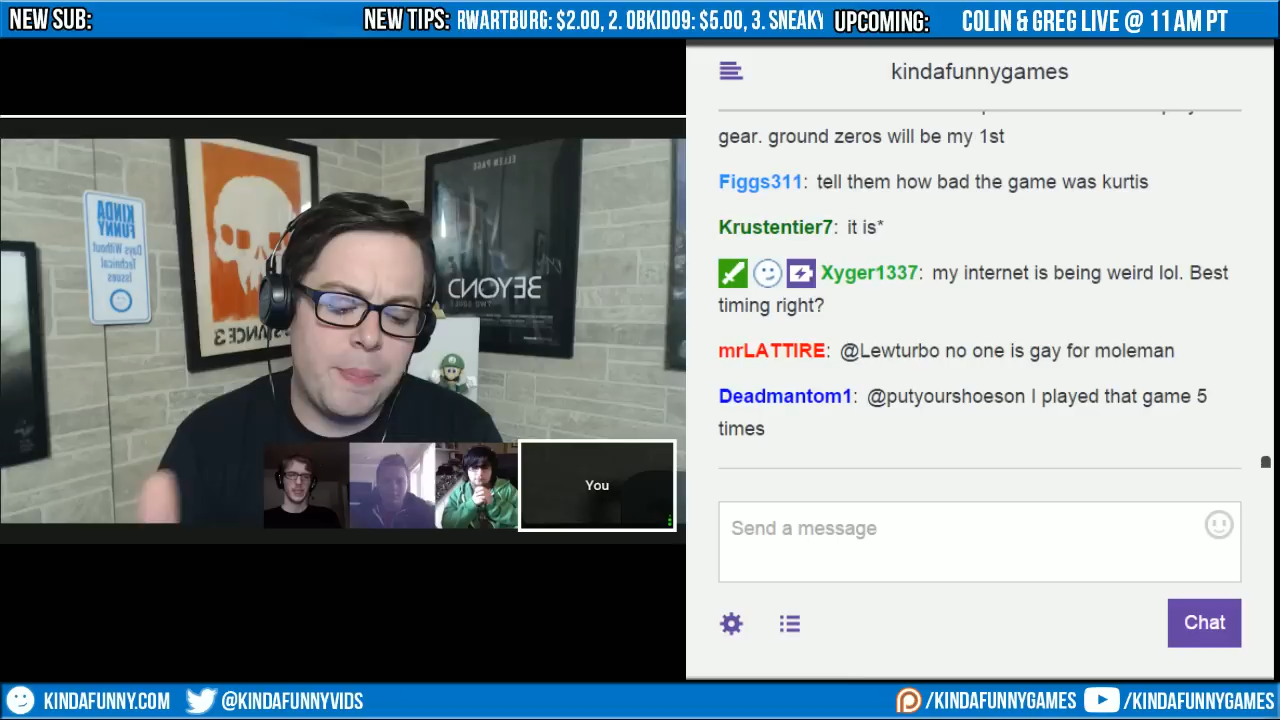 NEW SUB:
NEW TIPS: RWARTBURG: $2.00, 2. OBKID09: $5.00, 3. SNEAKY
UPCOMING: COLIN & GREG LIVE @ 11 AM PT
kindafunnygames
gear. ground zeros will be my 1st
Figgs311: tell them how bad the game was kurtis
Krustentier7: it is*
Xyger1337: my internet is being weird lol. Best
timing right?
mrLATTIRE: @Lewturbo no one is gay for moleman
Deadmantom1: @putyourshoeson I played that game 5
times
Send a message
Chat
KINDA
FUNNY
Days Without
Technical
Issues
ELLEN PAGE
BEYOND
TWO SOULS
You
KINDAFUNNY.COM
@KINDAFUNNYVIDS
/KINDAFUNNYGAMES
/KINDAFUNNYGAMES